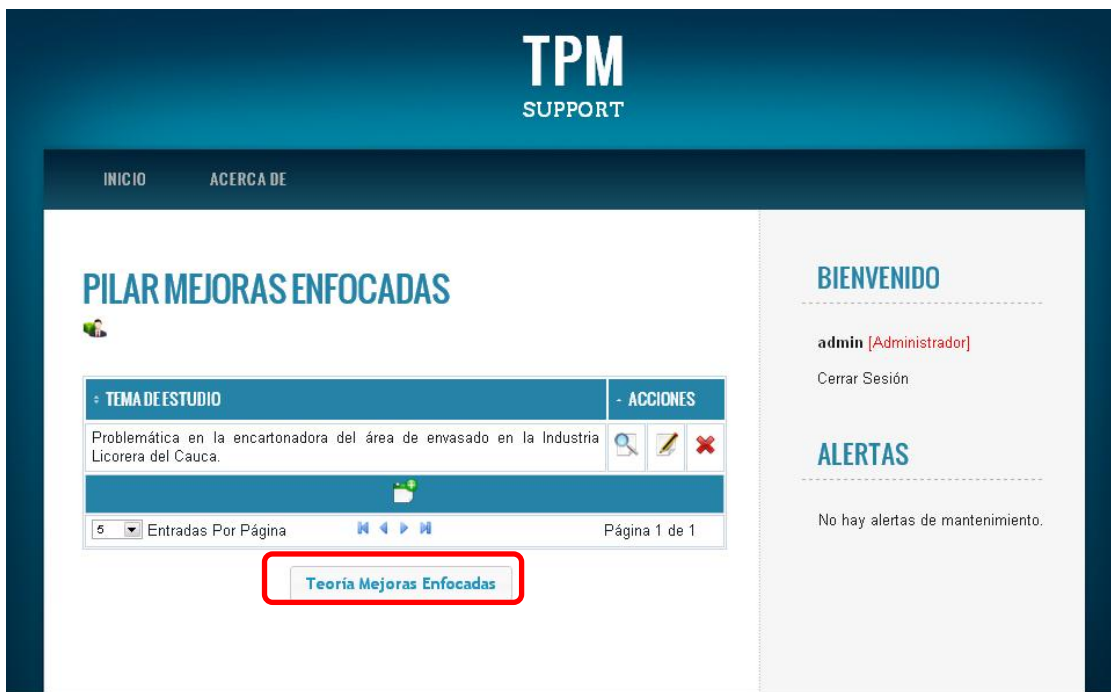 TPM
SUPPORT
INICIO
ACERCA DE
PILAR MEJORAS ENFOCADAS
TEMA DE ESTUDIO
ACCIONES
Problemática en la encartonadora del área de envasado en la Industria
Licorera del Cauca.
5
Entradas Por Página
Página 1 de 1
Teoría Mejoras Enfocadas
BIENVENIDO
admin [Administrador]
Cerrar Sesión
ALERTAS
No hay alertas de mantenimiento.